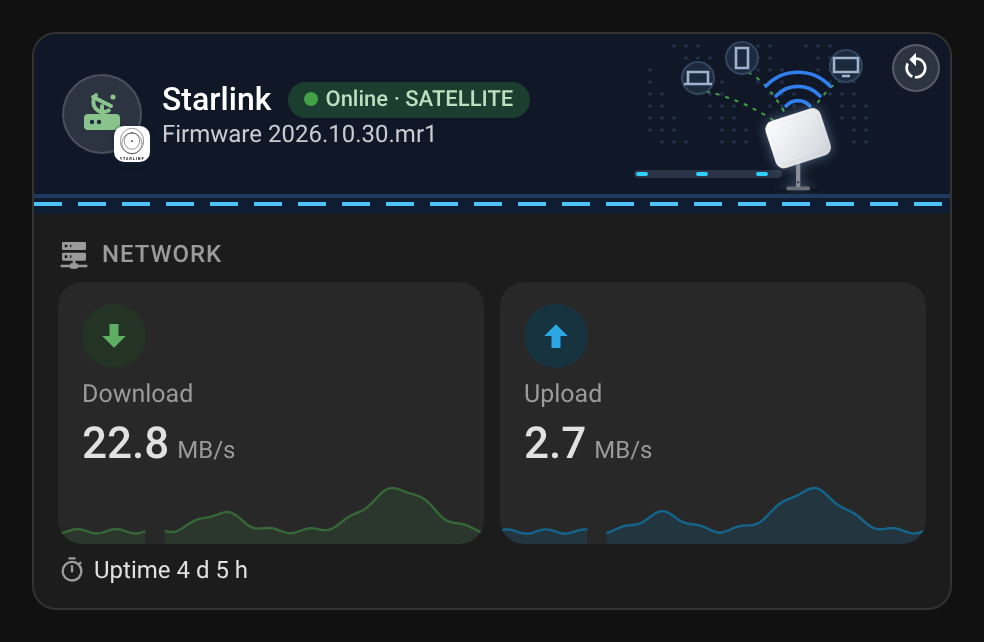 Starlink
Online · SATELLITE
Firmware 2026.10.30.mr1
STARLINK
NETWORK
Download
22.8 MB/s
Upload
2.7 MB/s
Uptime 4 d 5 h